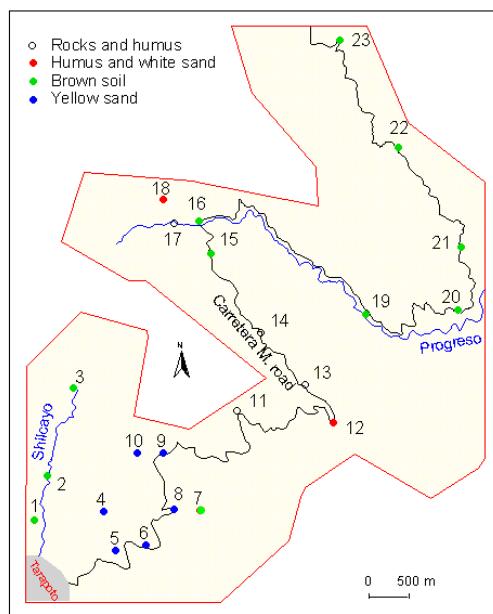 Rocks and humus
Humus and white sand
Brown soil
Yellow sand
23
22
18
16
17
15
21
19
20
Progreso
14
Carretera M. road
13
12
11
N
3
Shilcayo
10
9
2
1
4
8
7
5
6
Tarapoto
0 500 m